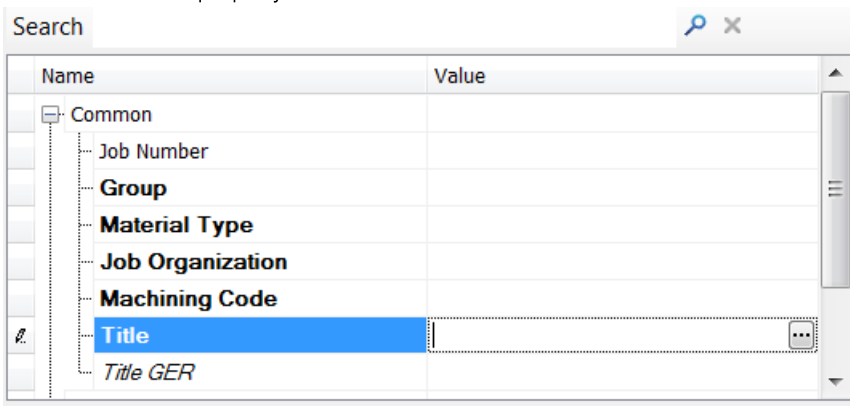 Search
Name Value
Common
Job Number
Group
Material Type
Job Organization
Machining Code
Title
Title GER